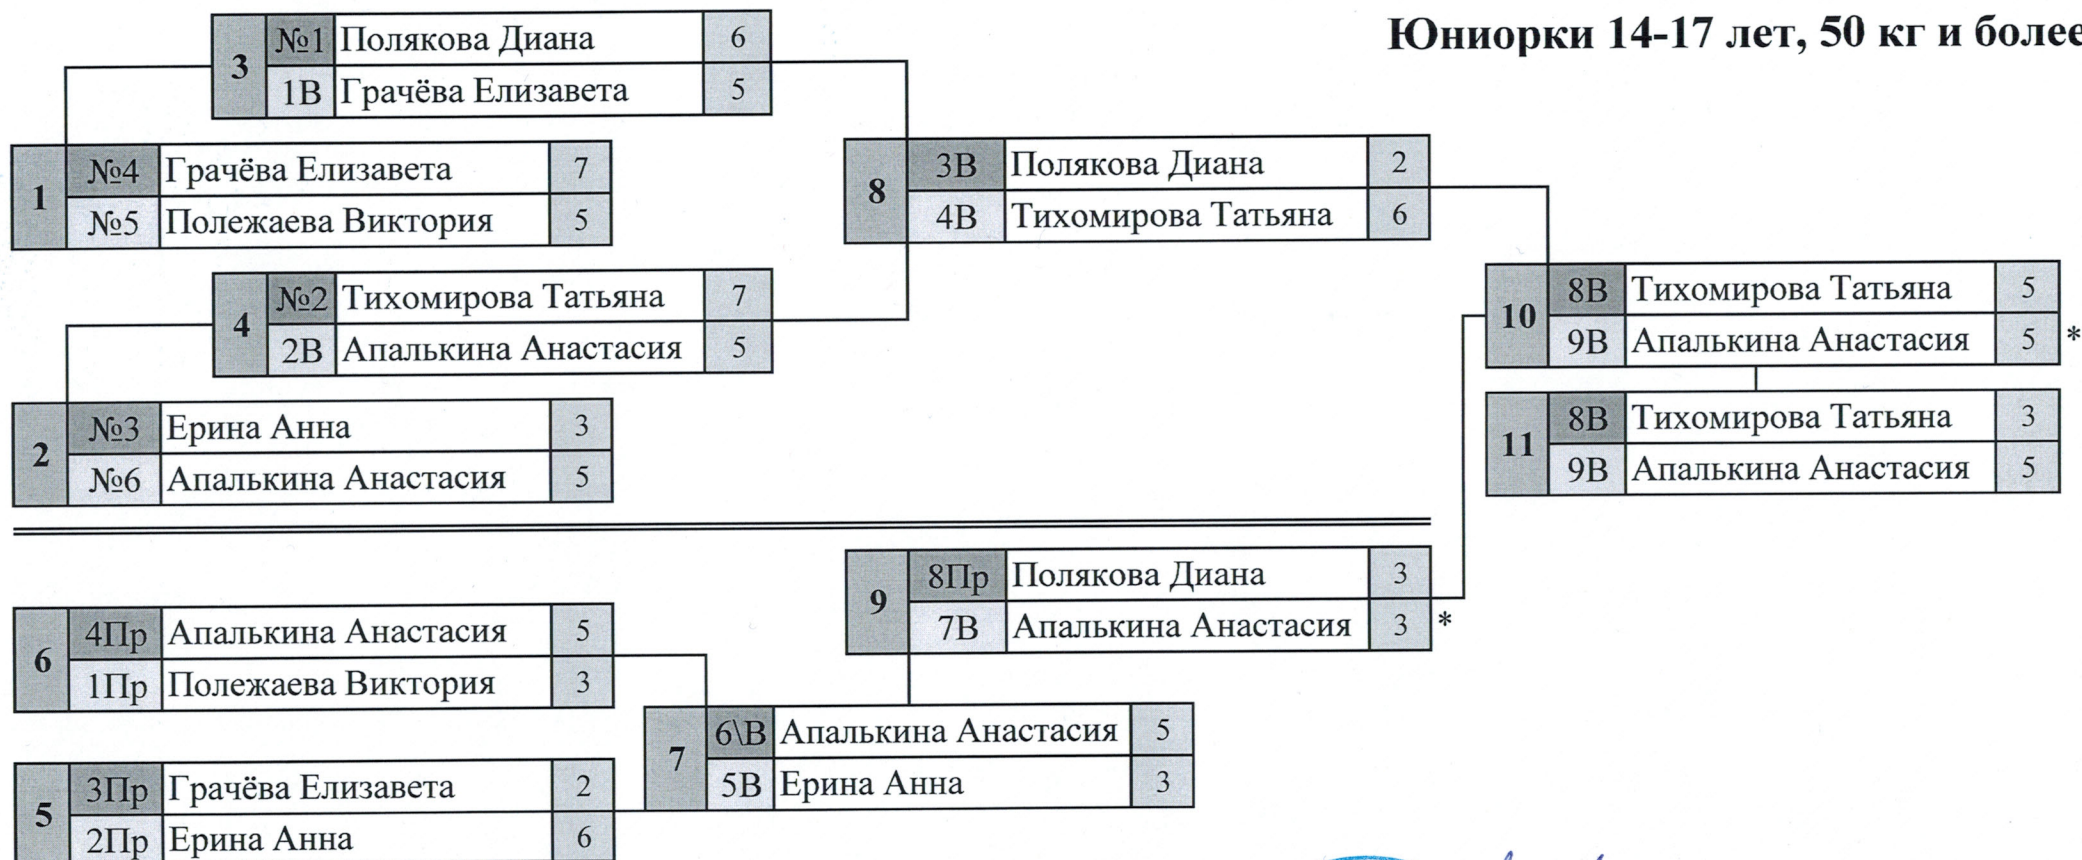 Юниорки 14-17 лет, 50 кг и более
3 №1 Полякова Диана 6
1В Грачёва Елизавета 5
1 №4 Грачёва Елизавета 7
№5 Полежаева Виктория 5
8 3В Полякова Диана 2
4В Тихомирова Татьяна 6
4 №2 Тихомирова Татьяна 7
2В Апалькина Анастасия 5
10 8В Тихомирова Татьяна 5
9В Апалькина Анастасия 5 *
2 №3 Ерина Анна 3
№6 Апалькина Анастасия 5
11 8В Тихомирова Татьяна 3
9В Апалькина Анастасия 5
9 8Пр Полякова Диана 3
7В Апалькина Анастасия 3 *
6 4Пр Апалькина Анастасия 5
1Пр Полежаева Виктория 3
7 6\В Апалькина Анастасия 5
5В Ерина Анна 3
5 3Пр Грачёва Елизавета 2
2Пр Ерина Анна 6